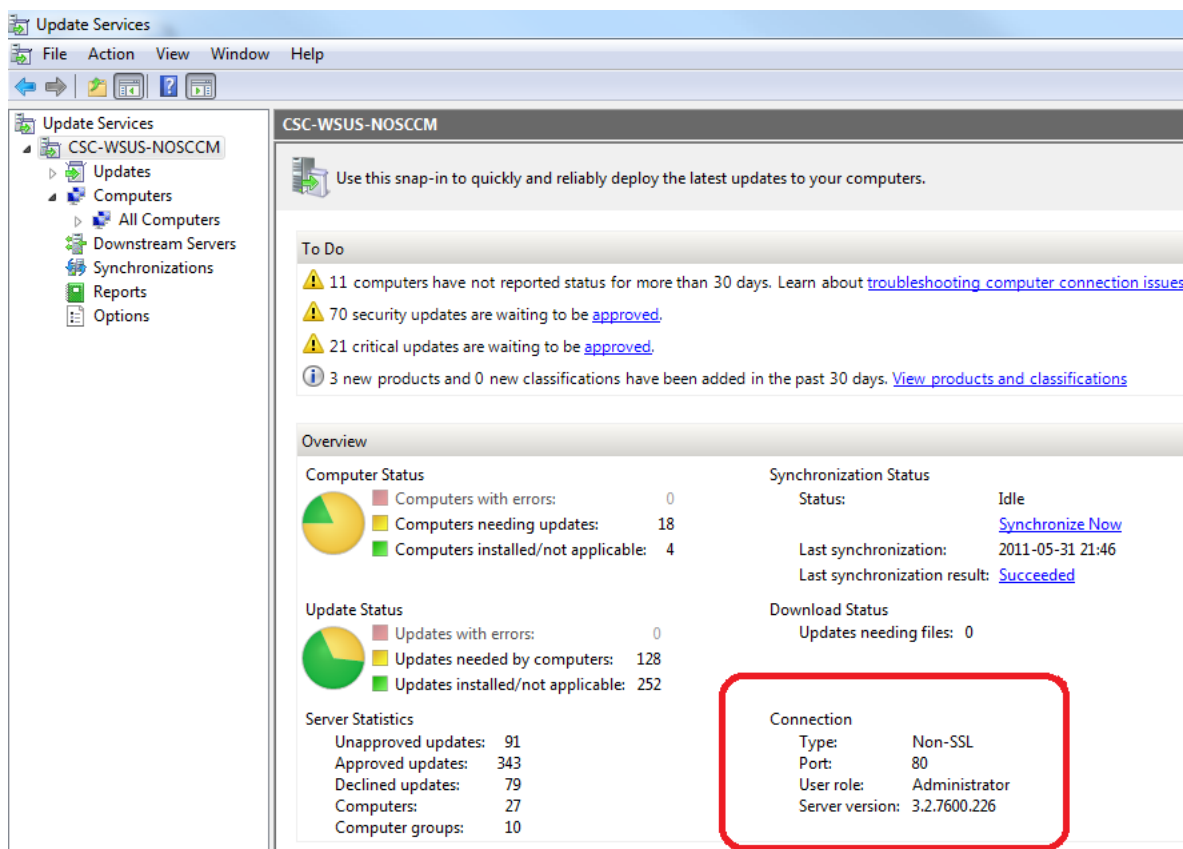 Update Services
File Action View Window Help
Update Services
CSC-WSUS-NOSCCM
Updates
Computers
All Computers
Downstream Servers
Synchronizations
Reports
Options
CSC-WSUS-NOSCCM
Use this snap-in to quickly and reliably deploy the latest updates to your computers.
To Do
11 computers have not reported status for more than 30 days. Learn about troubleshooting computer connection issues
70 security updates are waiting to be approved.
21 critical updates are waiting to be approved.
3 new products and 0 new classifications have been added in the past 30 days. View products and classifications
Overview
Computer Status
Computers with errors: 0
Computers needing updates: 18
Computers installed/not applicable: 4
Synchronization Status
Status: Idle
Synchronize Now
Last synchronization: 2011-05-31 21:46
Last synchronization result: Succeeded
Update Status
Updates with errors: 0
Updates needed by computers: 128
Updates installed/not applicable: 252
Download Status
Updates needing files: 0
Server Statistics
Unapproved updates: 91
Approved updates: 343
Declined updates: 79
Computers: 27
Computer groups: 10
Connection
Type: Non-SSL
Port: 80
User role: Administrator
Server version: 3.2.7600.226